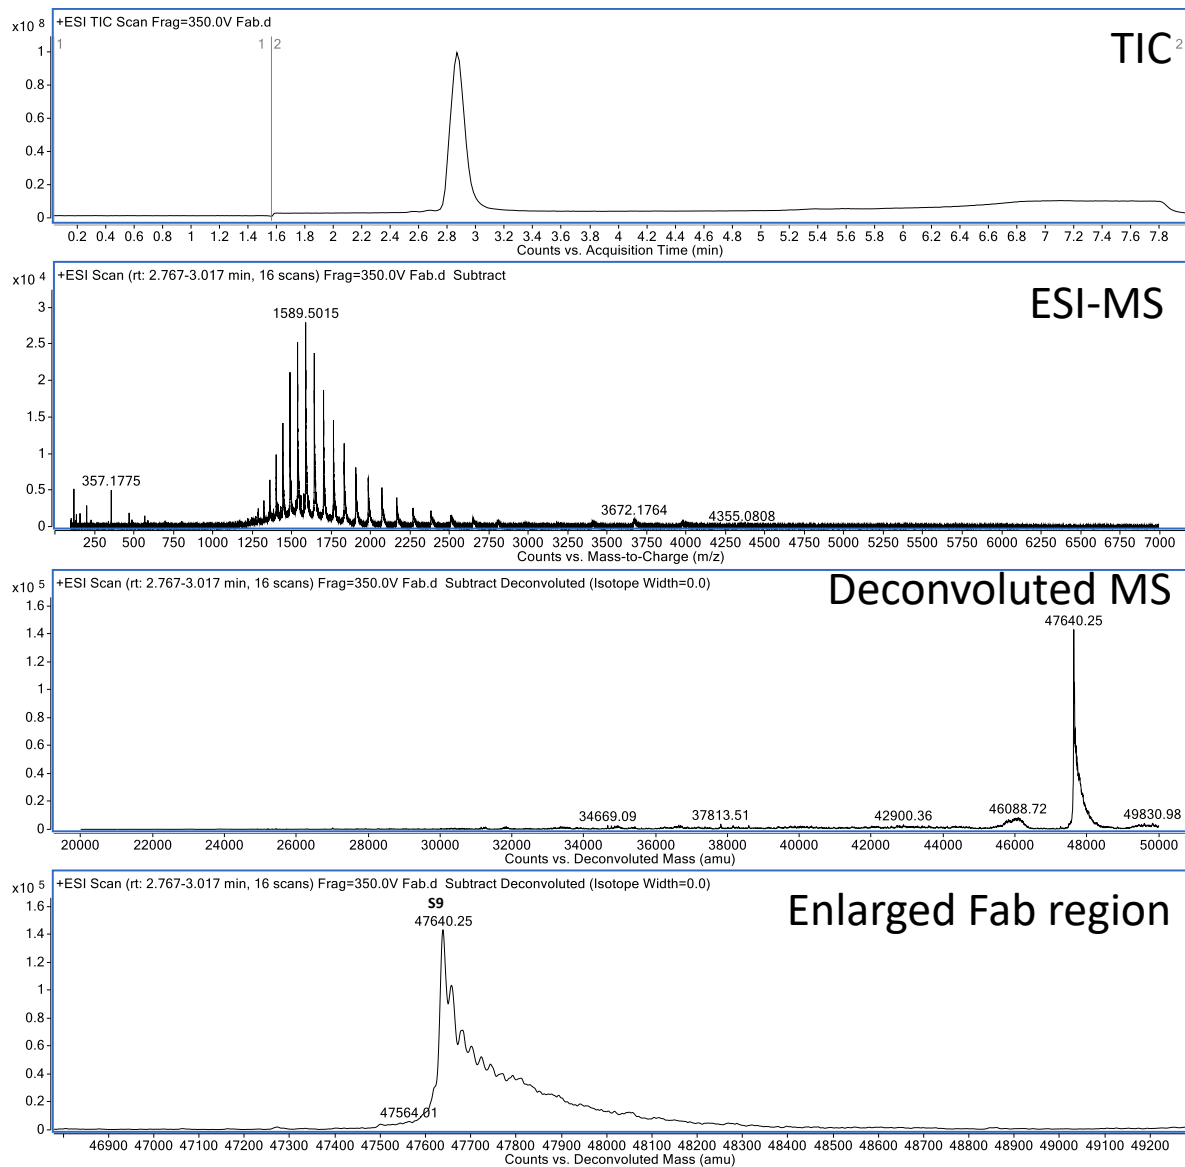 +ESI TIC Scan Frag=350.0V Fab.d
TIC
x10 8
1
1 2
2
1
0.8
0.6
0.4
0.2
0
0.2 0.4 0.6 0.8 1 1.2 1.4 1.6 1.8 2 2.2 2.4 2.6 2.8 3 3.2 3.4 3.6 3.8 4 4.2 4.4 4.6 4.8 5 5.2 5.4 5.6 5.8 6 6.2 6.4 6.6 6.8 7 7.2 7.4 7.6 7.8
Counts vs. Acquisition Time (min)
+ESI Scan (rt: 2.767-3.017 min, 16 scans) Frag=350.0V Fab.d Subtract
ESI-MS
x10 4
3
2.5
2
1.5
1
0.5
0
1589.5015
357.1775
3672.1764
4355.0808
250 500 750 1000 1250 1500 1750 2000 2250 2500 2750 3000 3250 3500 3750 4000 4250 4500 4750 5000 5250 5500 5750 6000 6250 6500 6750 7000
Counts vs. Mass-to-Charge (m/z)
+ESI Scan (rt: 2.767-3.017 min, 16 scans) Frag=350.0V Fab.d Subtract Deconvoluted (Isotope Width=0.0)
Deconvoluted MS
x10 5
1.6
1.4
1.2
1
0.8
0.6
0.4
0.2
0
47640.25
34669.09
37813.51
42900.36
46088.72
49830.98
20000 22000 24000 26000 28000 30000 32000 34000 36000 38000 40000 42000 44000 46000 48000 50000
Counts vs. Deconvoluted Mass (amu)
+ESI Scan (rt: 2.767-3.017 min, 16 scans) Frag=350.0V Fab.d Subtract Deconvoluted (Isotope Width=0.0)
Enlarged Fab region
x10 5
1.6
1.4
1.2
1
0.8
0.6
0.4
0.2
0
S9
47640.25
47564.01
46900 47000 47100 47200 47300 47400 47500 47600 47700 47800 47900 48000 48100 48200 48300 48400 48500 48600 48700 48800 48900 49000 49100 49200
Counts vs. Deconvoluted Mass (amu)